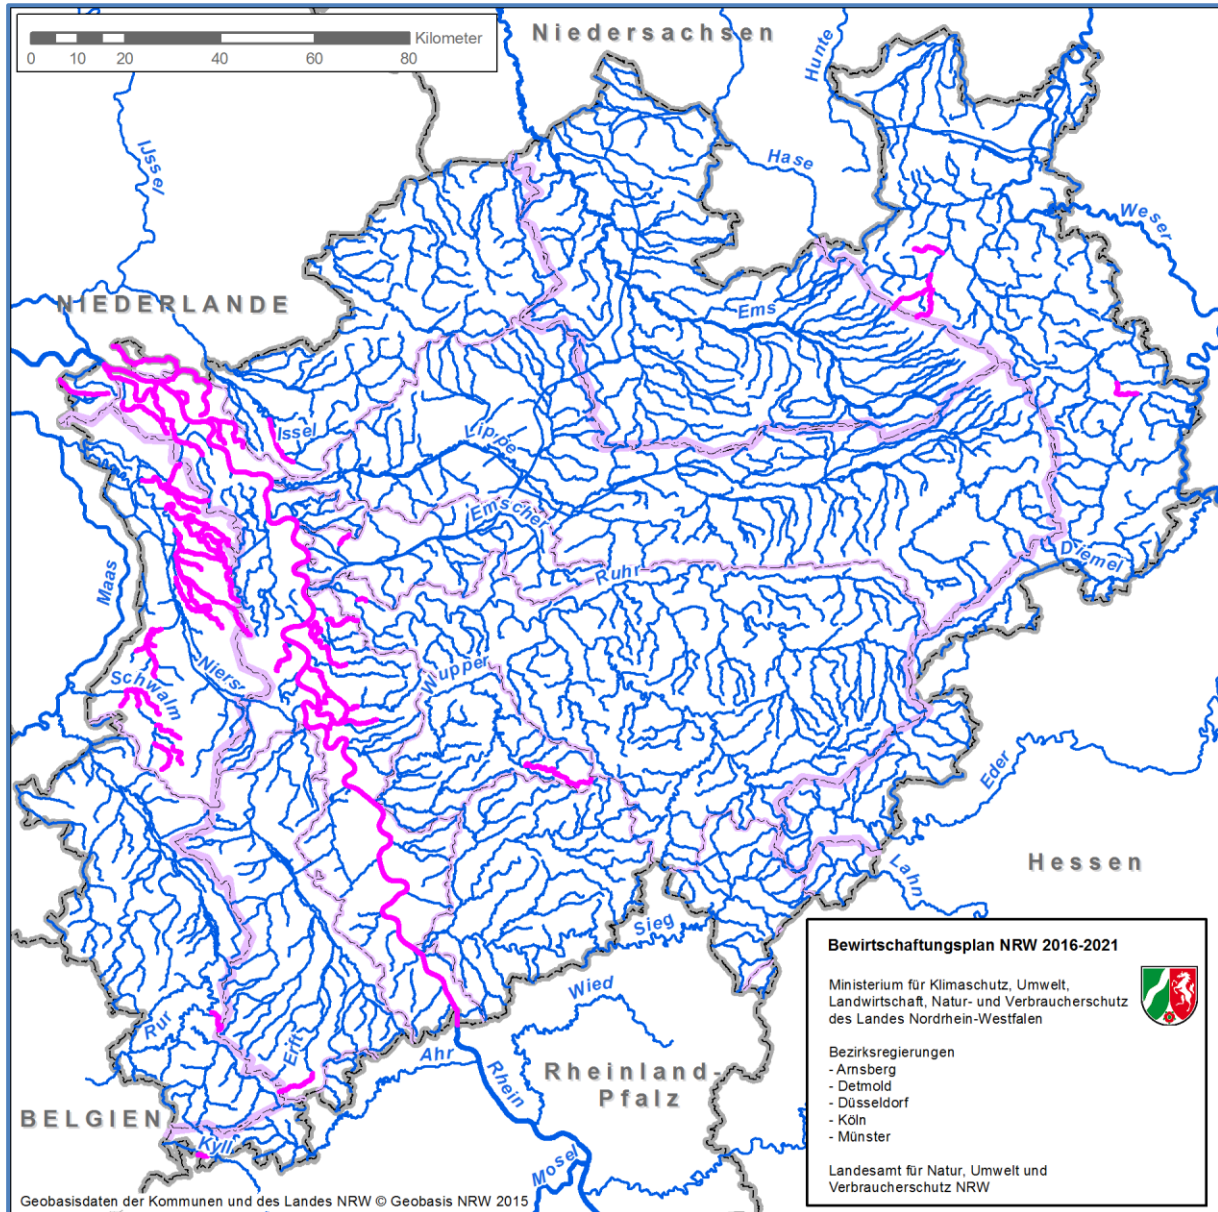 Kilometer
0 10 20 40 60 80
Niedersachsen
Hunte
IJssel
Hase
Weser
NIEDERLANDE
Ems
Issel
Lippe
Emscher
Diemel
Maas
Ruhr
Niers
Wupper
Schwalm
Eder
Hessen
Lahn
Sieg
Wied
Rur
Erft
Ahr
Rhein
Rheinland-
Pfalz
BELGIEN
Kyll
Mosel
Bewirtschaftungsplan NRW 2016-2021
Ministerium für Klimaschutz, Umwelt,
Landwirtschaft, Natur- und Verbraucherschutz
des Landes Nordrhein-Westfalen
Bezirksregierungen
- Arnsberg
- Detmold
- Düsseldorf
- Köln
- Münster
Landesamt für Natur, Umwelt und
Verbraucherschutz NRW
Geobasisdaten der Kommunen und des Landes NRW © Geobasis NRW 2015